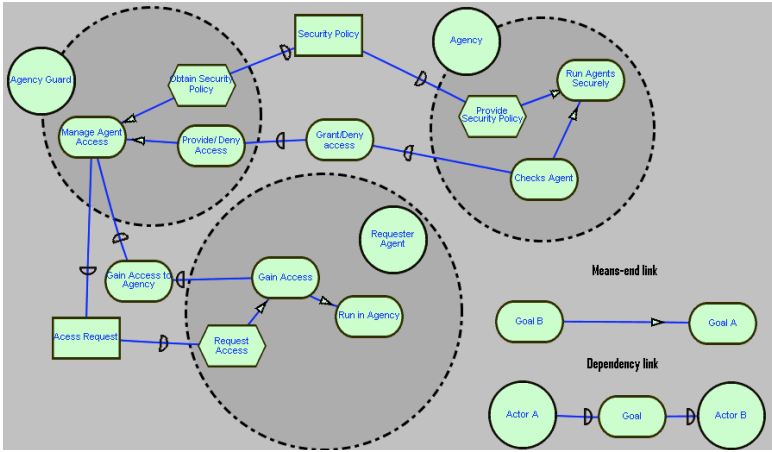 Security Policy
Agency
Agency Guard
Obtain Security
Policy
Run Agents
Securely
Provide
Security Policy
Manage Agent
Access
Provide/ Deny
Access
Grant/Deny
access
Checks Agent
Requester
Agent
Gain Access to
Agency
Gain Access
Run in Agency
Acess Request
Request
Access
Means-end link
Goal B
Goal A
Dependency link
Actor A
Goal
Actor B